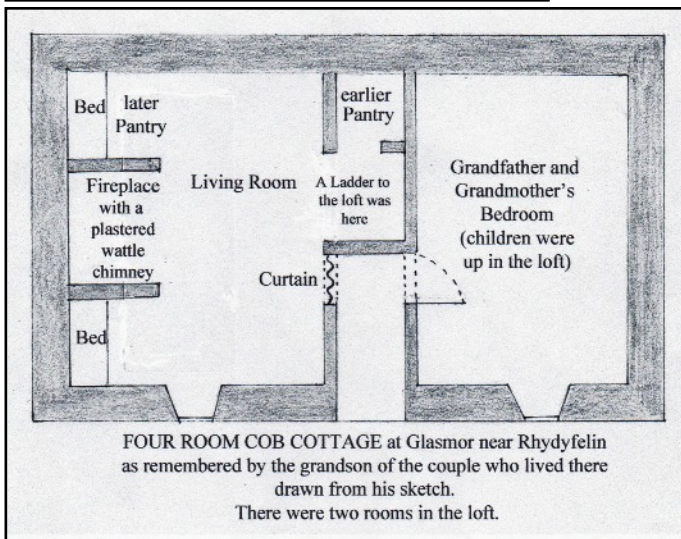 Bed
later
Pantry
earlier
Pantry
Fireplace
with a
plastered
wattle
chimney
Living Room
A Ladder to
the loft was
here
Grandfather and
Grandmother's
Bedroom
(children were
up in the loft)
Curtain
Bed
FOUR ROOM COB COTTAGE at Glasmor near Rhydyfelin
as remembered by the grandson of the couple who lived there
drawn from his sketch.
There were two rooms in the loft.